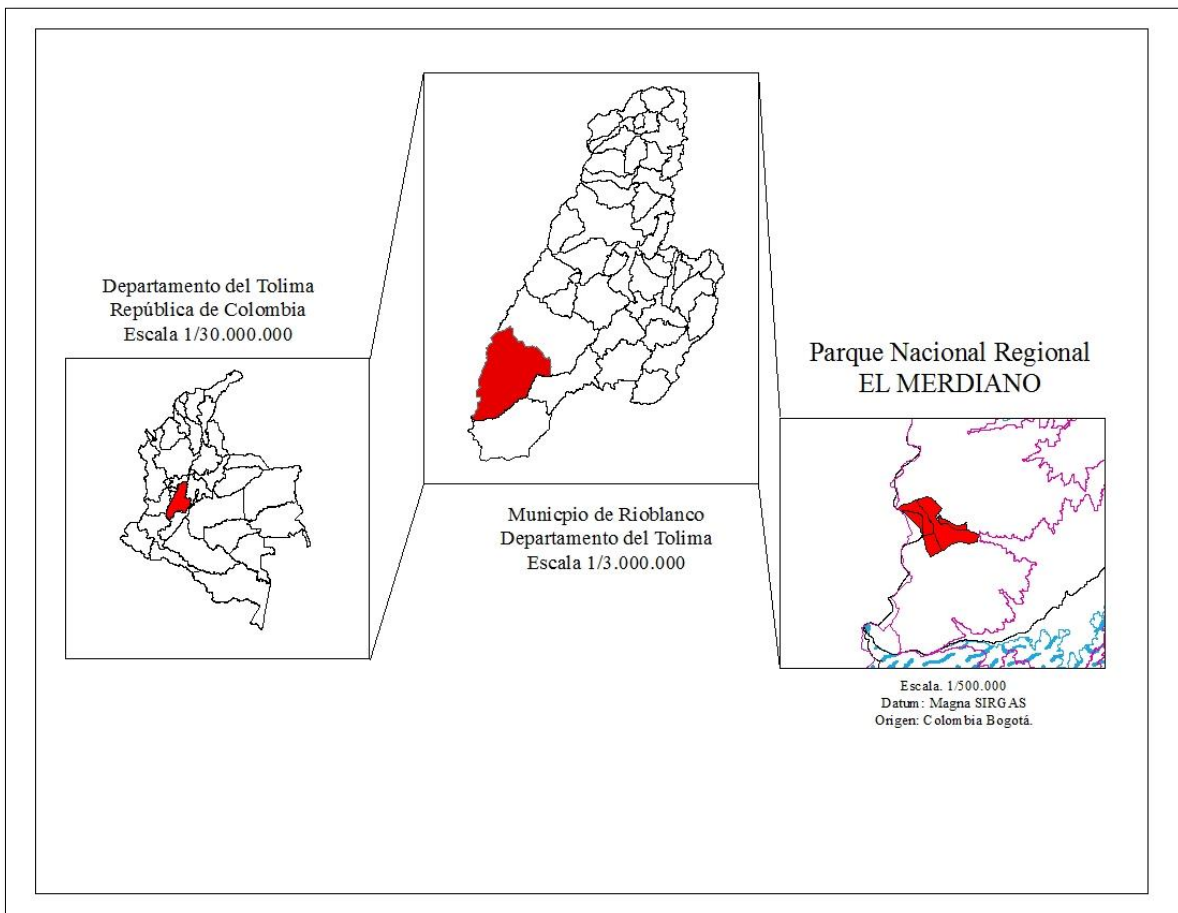 Departamento del Tolima
República de Colombia
Escala 1/30.000.000
Municpio de Rioblanco
Departamento del Tolima
Escala 1/3.000.000
Parque Nacional Regional
EL MERDIANO
Escala. 1/500.000
Datum: Magna SIRGAS
Origen: Colombia Bogotá.